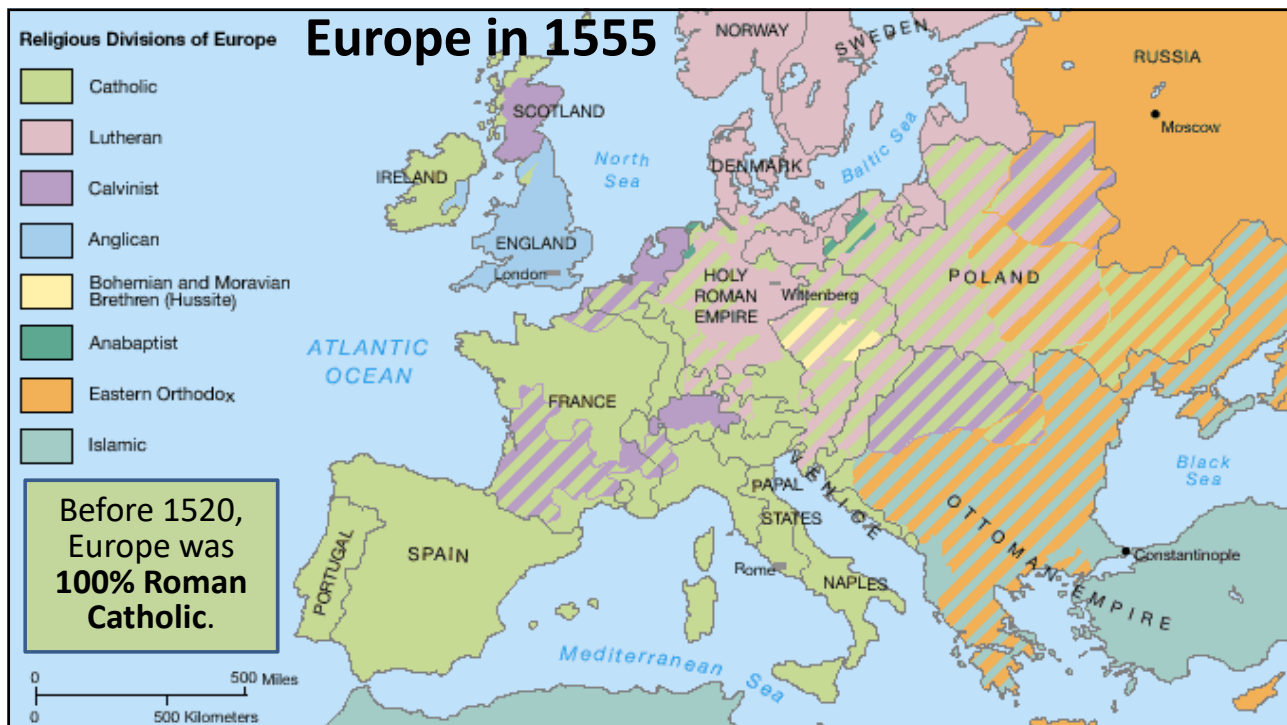 Europe in 1555
Religious Divisions of Europe
Catholic
Lutheran
Calvinist
Anglican
Bohemian and Moravian
Brethren (Hussite)
Anabaptist
Eastern Orthodox
Islamic
Before 1520,
Europe was
100% Roman
Catholic.
0 500 Miles
0 500 Kilometers
NORWAY
SWEDEN
RUSSIA
Moscow
SCOTLAND
North
Sea
Baltic Sea
DENMARK
IRELAND
ENGLAND
London
HOLY
ROMAN
EMPIRE
Wittenberg
POLAND
ATLANTIC
OCEAN
FRANCE
VENICE
PAPAL
STATES
Black
Sea
OTTOMAN EMPIRE
Constantinople
PORTUGAL
SPAIN
Rome
NAPLES
Mediterranean Sea